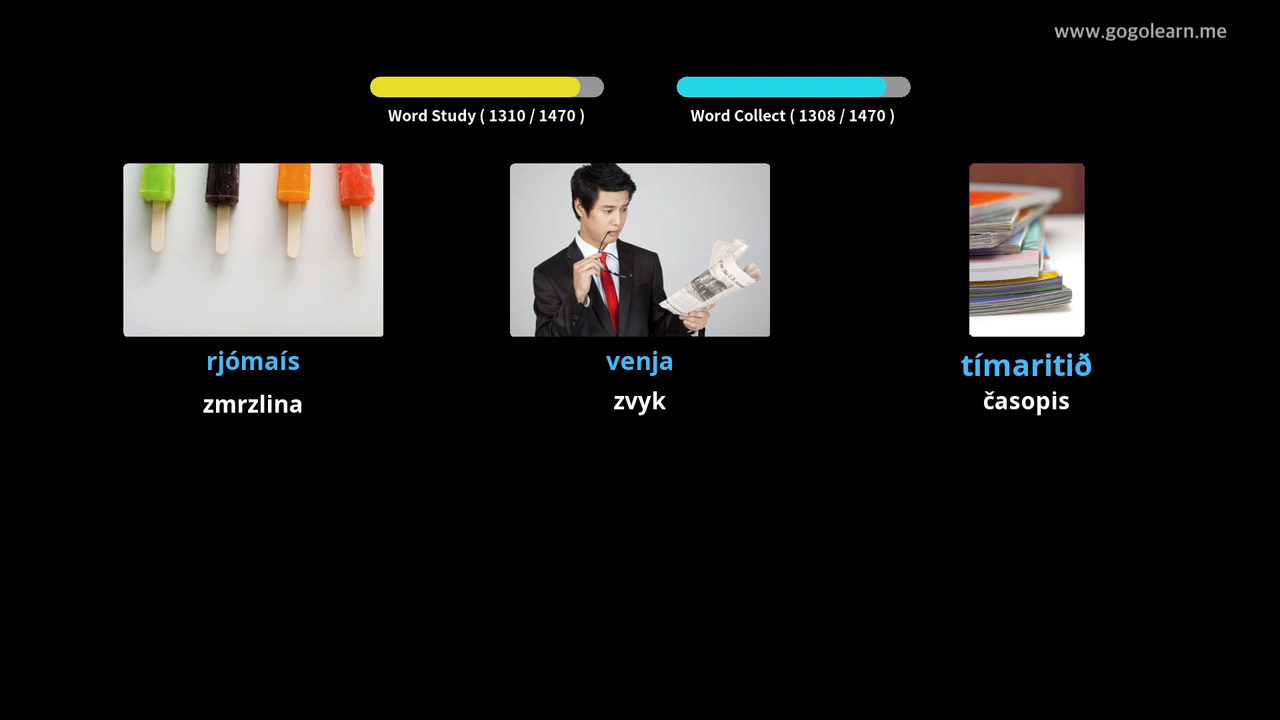 www.gogolearn.me
Word Study ( 1310 / 1470 )
Word Collect ( 1308 / 1470 )
rjómaís
venja
tímaritið
zmrzlina
zvyk
časopis